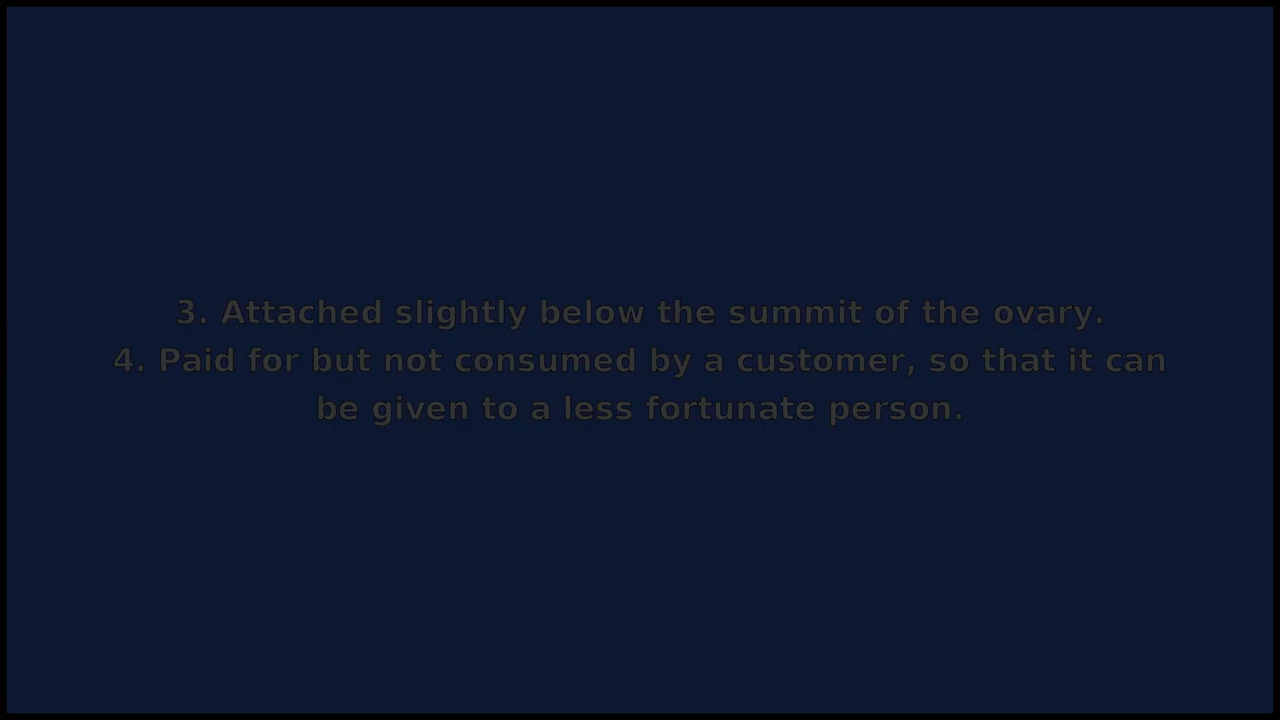 3. Attached slightly below the summit of the ovary.
4. Paid for but not consumed by a customer, so that it can
be given to a less fortunate person.